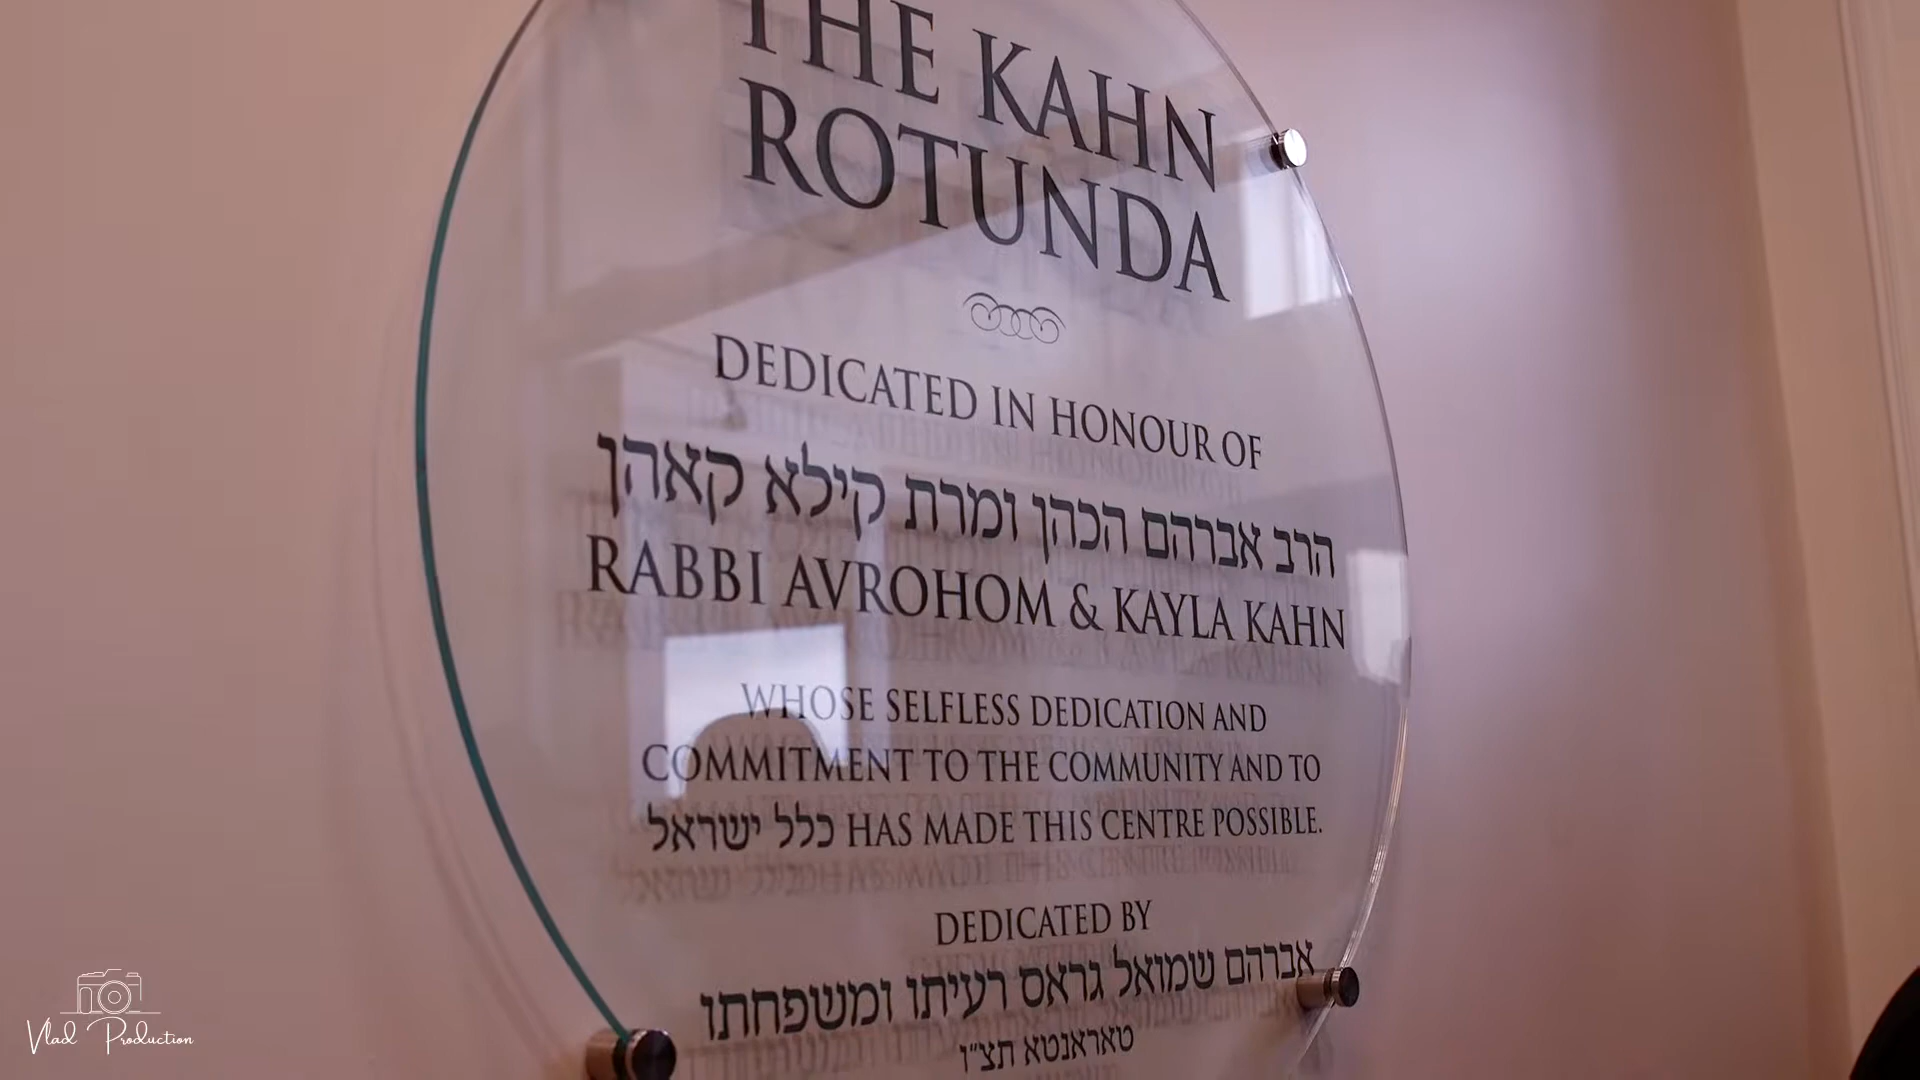 THE KAHN
ROTUNDA
DEDICATED IN HONOUR OF
הרב אברהם הכהן ומרת קילא קאהן
RABBI AVROHOM & KAYLA KAHN
WHOSE SELFLESS DEDICATION AND
COMMITMENT TO THE COMMUNITY AND TO
כלל ישראל HAS MADE THIS CENTRE POSSIBLE.
DEDICATED BY
אברהם שמואל גראס רעיתו ומשפחתו
טאראנטא תצ״ו
Vlad Production